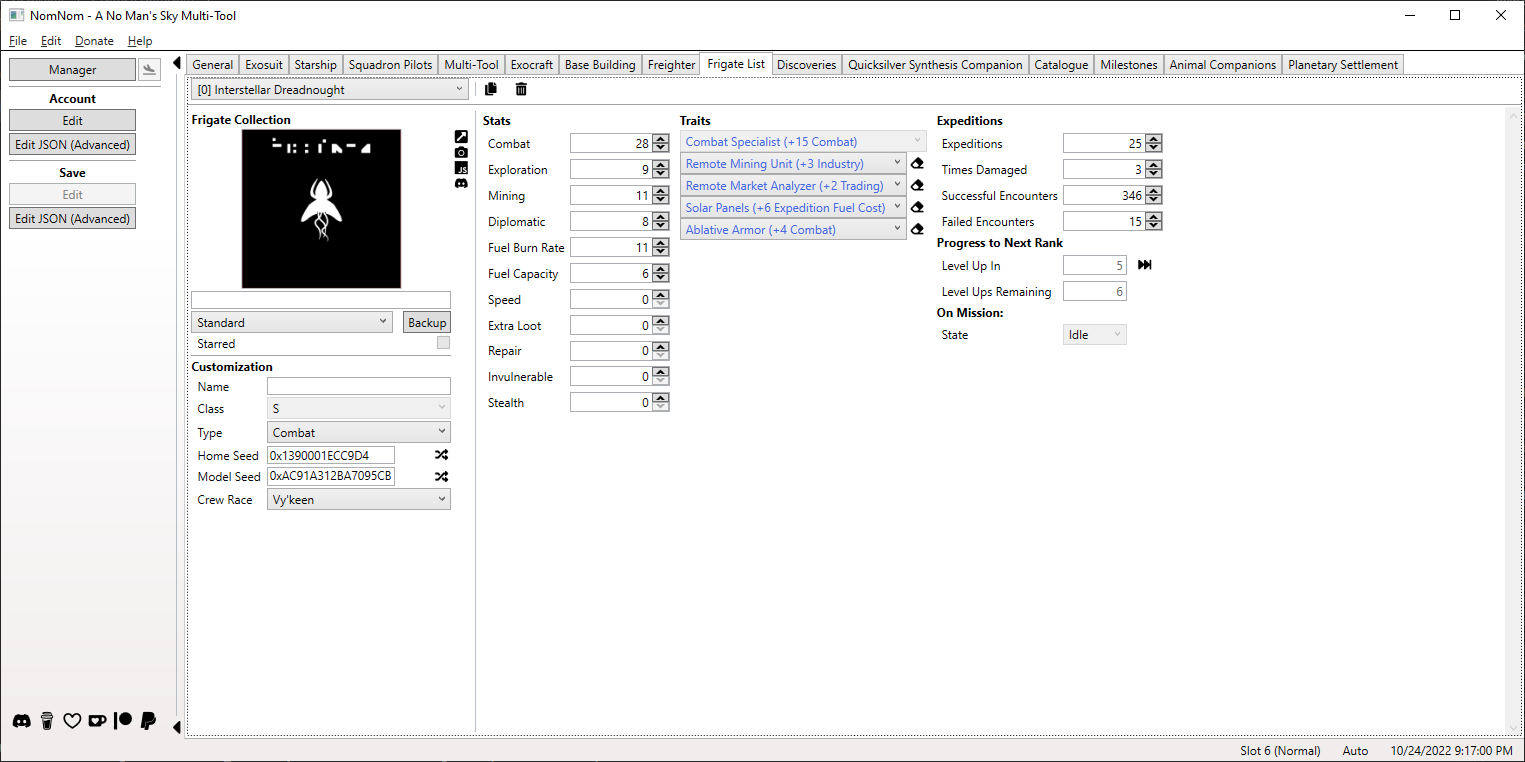 NomNom - A No Man's Sky Multi-Tool
File Edit Donate Help
Manager
Account
Edit
Edit JSON (Advanced)
Save
Edit
Edit JSON (Advanced)
General Exosuit Starship Squadron Pilots Multi-Tool Exocraft Base Building Freighter Frigate List Discoveries Quicksilver Synthesis Companion Catalogue Milestones Animal Companions Planetary Settlement
[0] Interstellar Dreadnought
Frigate Collection
JS
Standard
Backup
Starred
Customization
Name
Class S
Type Combat
Home Seed 0x1390001ECC9D4
Model Seed 0xAC91A312BA7095CB
Crew Race Vy'keen
Stats
Combat 28
Exploration 9
Mining 11
Diplomatic 8
Fuel Burn Rate 11
Fuel Capacity 6
Speed 0
Extra Loot 0
Repair 0
Invulnerable 0
Stealth 0
Traits
Combat Specialist (+15 Combat)
Remote Mining Unit (+3 Industry)
Remote Market Analyzer (+2 Trading)
Solar Panels (+6 Expedition Fuel Cost)
Ablative Armor (+4 Combat)
Expeditions
Expeditions 25
Times Damaged 3
Successful Encounters 346
Failed Encounters 15
Progress to Next Rank
Level Up In 5
Level Ups Remaining 6
On Mission:
State Idle
Slot 6 (Normal) Auto 10/24/2022 9:17:00 PM